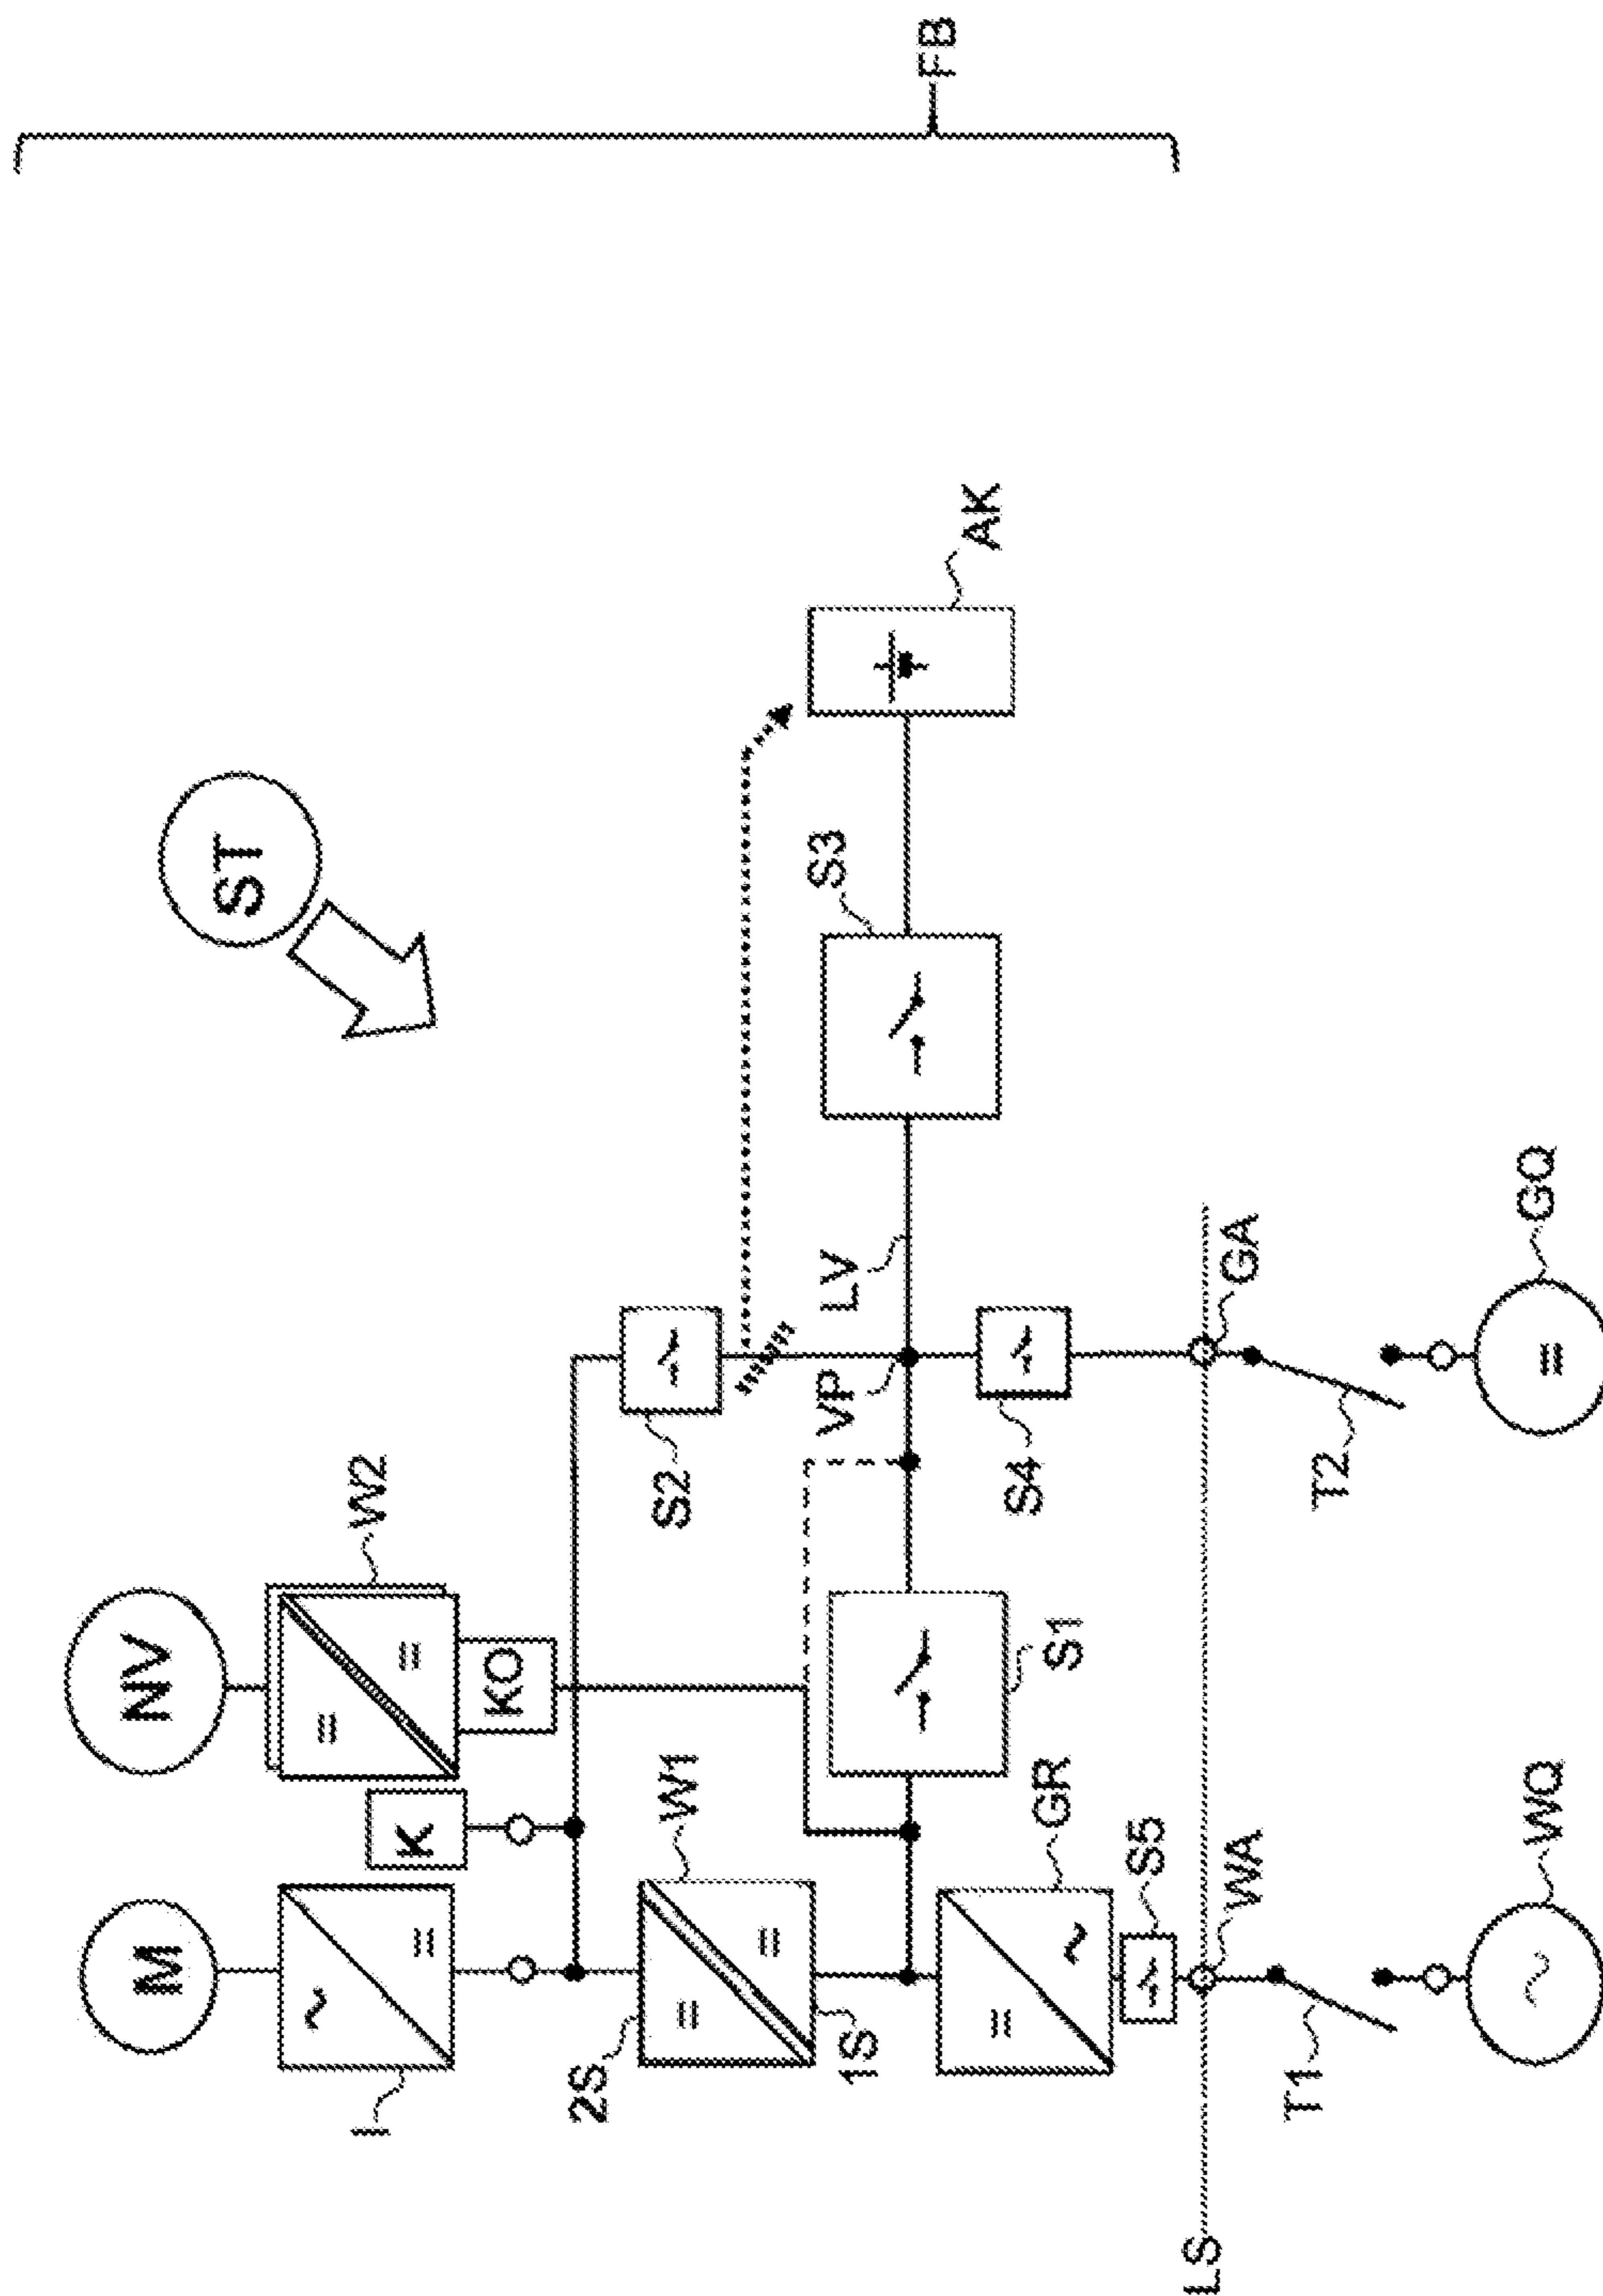 FB
ST
AK
S3
LV
VP
S2
S4
GA
GQ
T2
NV
W2
KO
K
S1
M
~
=
I
=
=
2S
W1
=
=
1S
GR
=
~
S5
WA
WQ
~
T1
LS
=